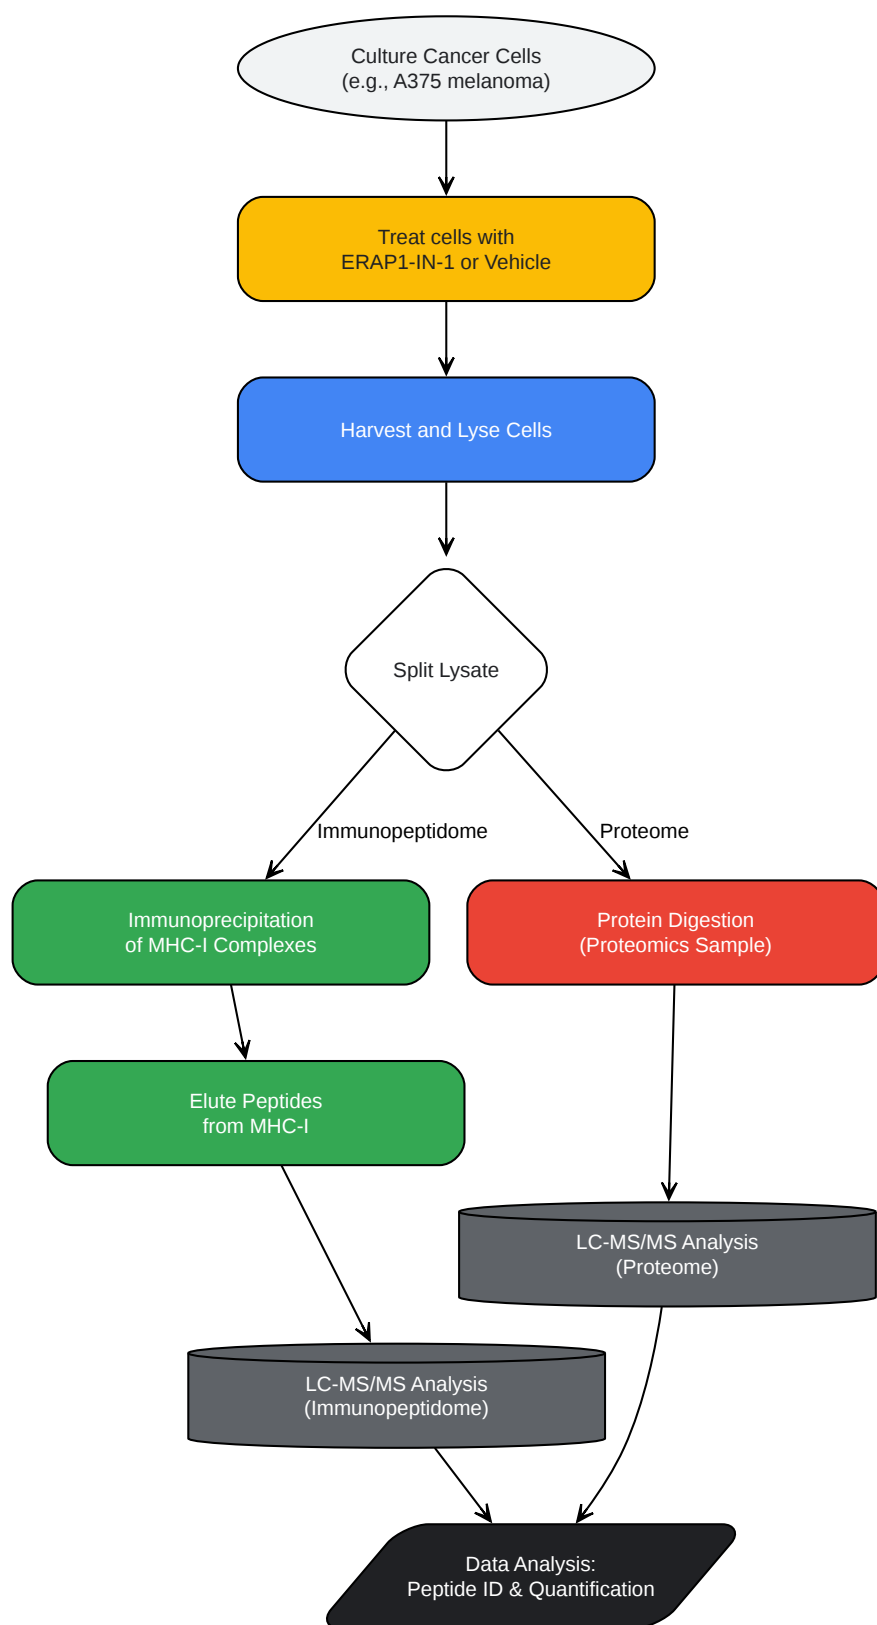 Culture Cancer Cells
(e.g., A375 melanoma)
Treat cells with
ERAP1-IN-1 or Vehicle
Harvest and Lyse Cells
Split Lysate
Immunopeptidome
Proteome
Immunoprecipitation
of MHC-I Complexes
Protein Digestion
(Proteomics Sample)
Elute Peptides
from MHC-I
LC-MS/MS Analysis
(Proteome)
LC-MS/MS Analysis
(Immunopeptidome)
Data Analysis:
Peptide ID & Quantification